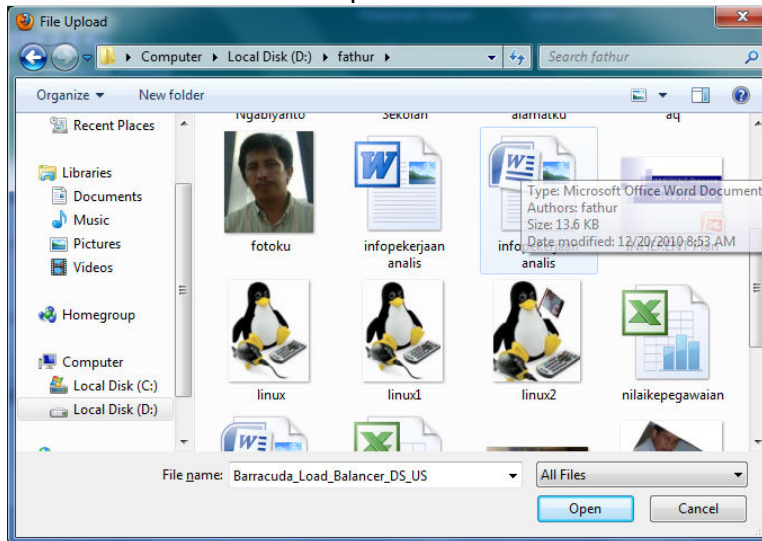 File Upload
Computer ▸ Local Disk (D:) ▸ fathur ▸
Search fathur
Organize
New folder
Recent Places
Libraries
Documents
Music
Pictures
Videos
Homegroup
Computer
Local Disk (C:)
Local Disk (D:)
Ngabiyanto
Sekolah
alamatku
aq
fotoku
infopekerjaan
analis
analis
Type: Microsoft Office Word Document
Authors: fathur
Size: 13.6 KB
Date modified: 12/20/2010 8:53 AM
linux
linux1
linux2
nilaikepegawaian
File name:
Barracuda_Load_Balancer_DS_US
All Files
Open
Cancel